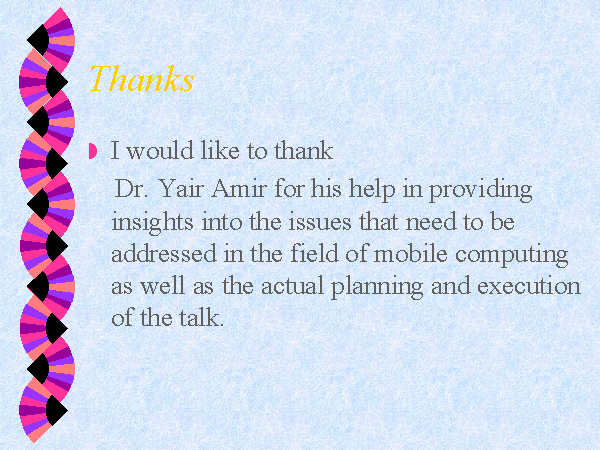 Thanks
I would like to thank
Dr. Yair Amir for his help in providing
insights into the issues that need to be
addressed in the field of mobile computing
as well as the actual planning and execution
of the talk.